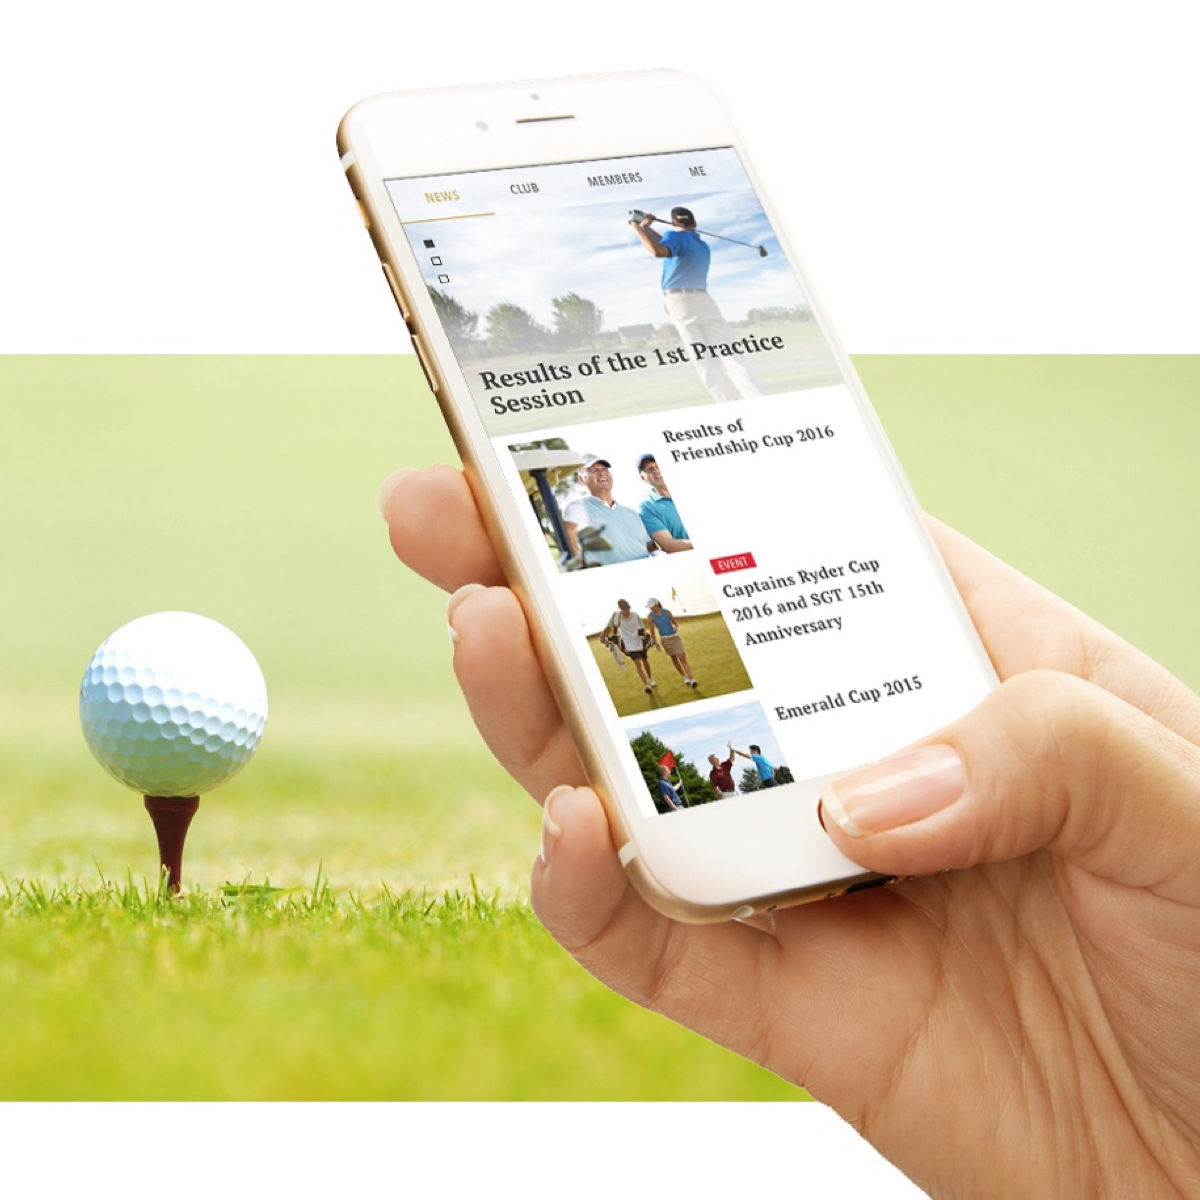 NEWS CLUB MEMBERS ME
Results of the 1st Practice
Session
Results of
Friendship Cup 2016
EVENT
Captains Ryder Cup
2016 and SGT 15th
Anniversary
Emerald Cup 2015